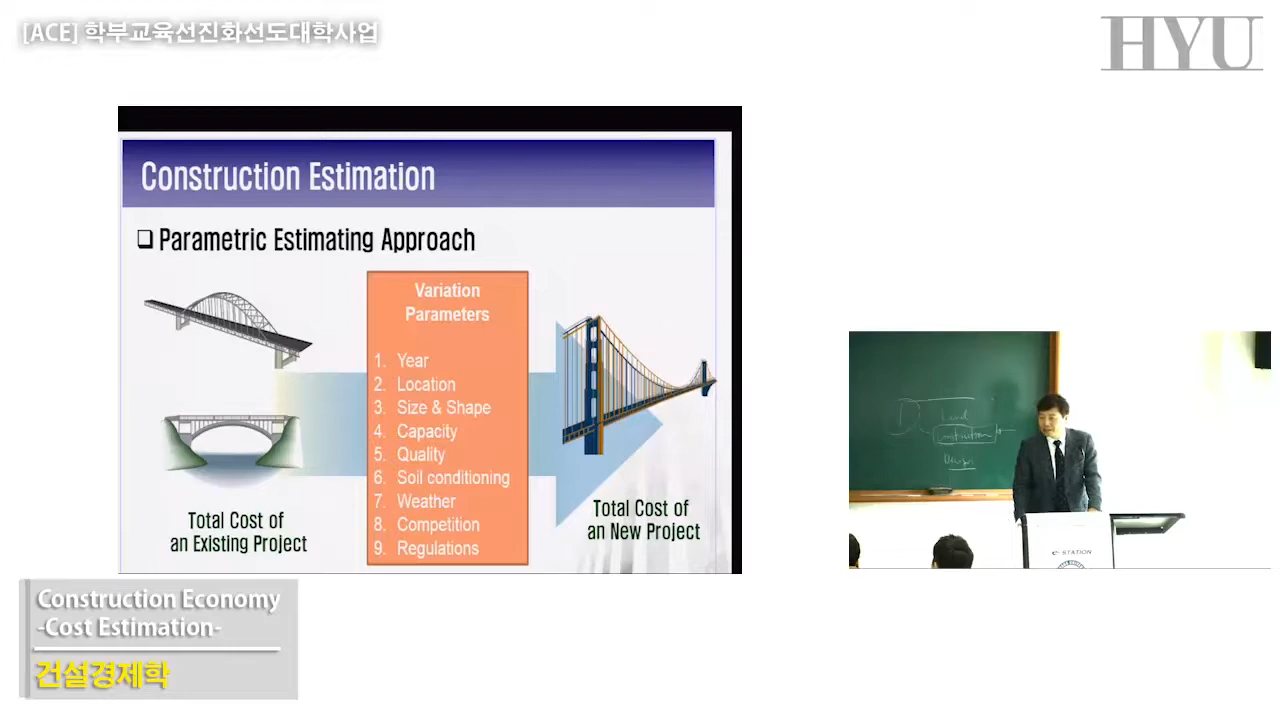 [ACE] 학부교육선진화선도대학사업
HYU
Construction Estimation
❑ Parametric Estimating Approach
Variation
Parameters
1. Year
2. Location
3. Size & Shape
4. Capacity
5. Quality
6. Soil conditioning
7. Weather
8. Competition
9. Regulations
Total Cost of
an Existing Project
Total Cost of
an New Project
Land
Construction
e-STATION
Construction Economy
-Cost Estimation-
건설경제학